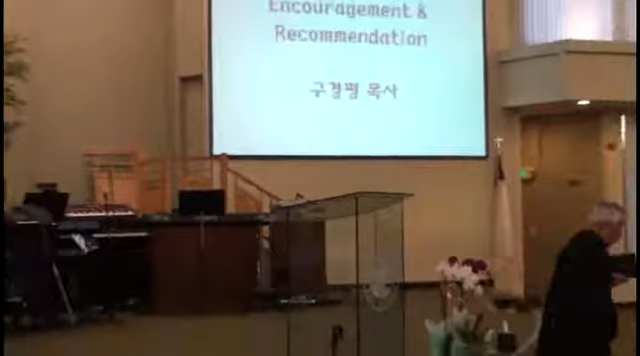 Encouragement &
Recommendation
구경평 목사